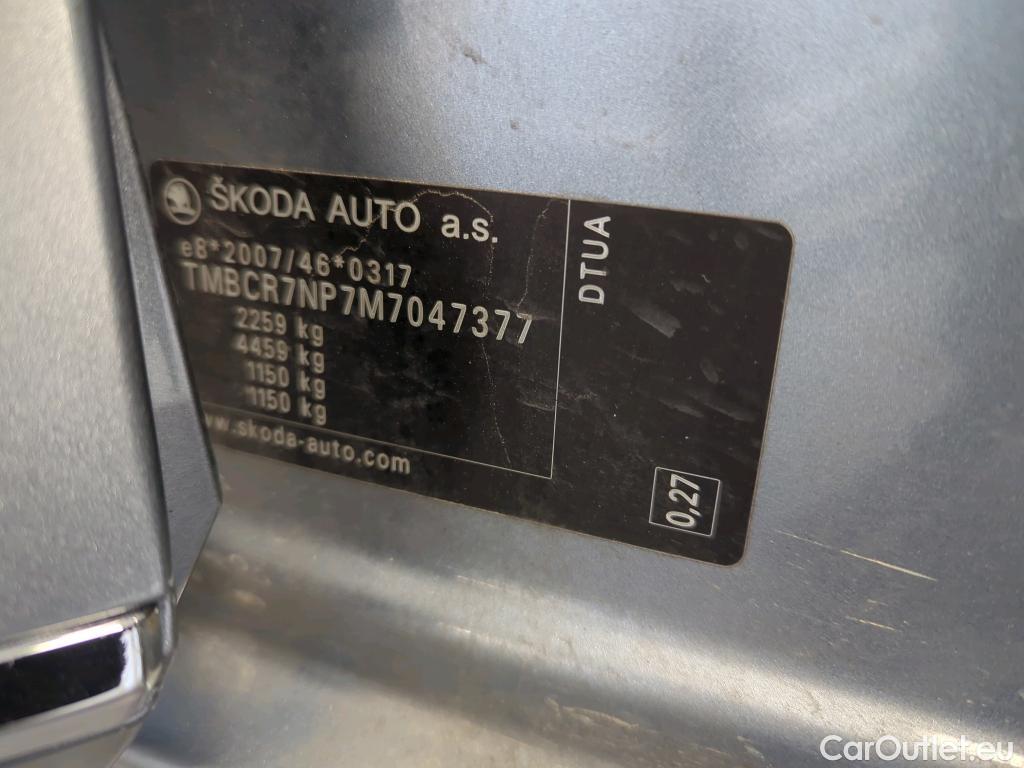 ŠKODA AUTO a.s.
e8*2007/46*0317
TMBCR7NP7M7047377
2259 kg
4459 kg
1150 kg
1150 kg
www.skoda-auto.com
DTUA
0,27
CarOutlet.eu